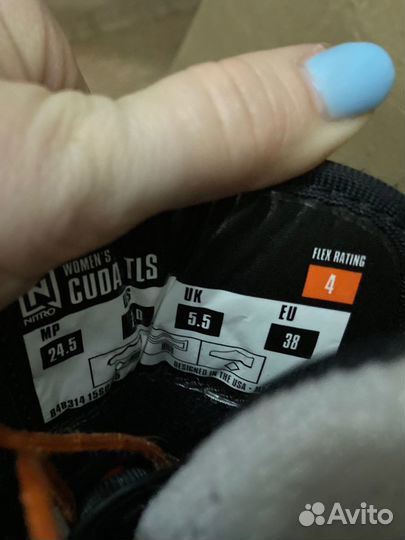 NITRO
WOMEN'S
CUDA TLS
FLEX RATING
4
MP
24.5
UK
5.5
EU
38
DESIGNED IN THE USA
848314
Avito